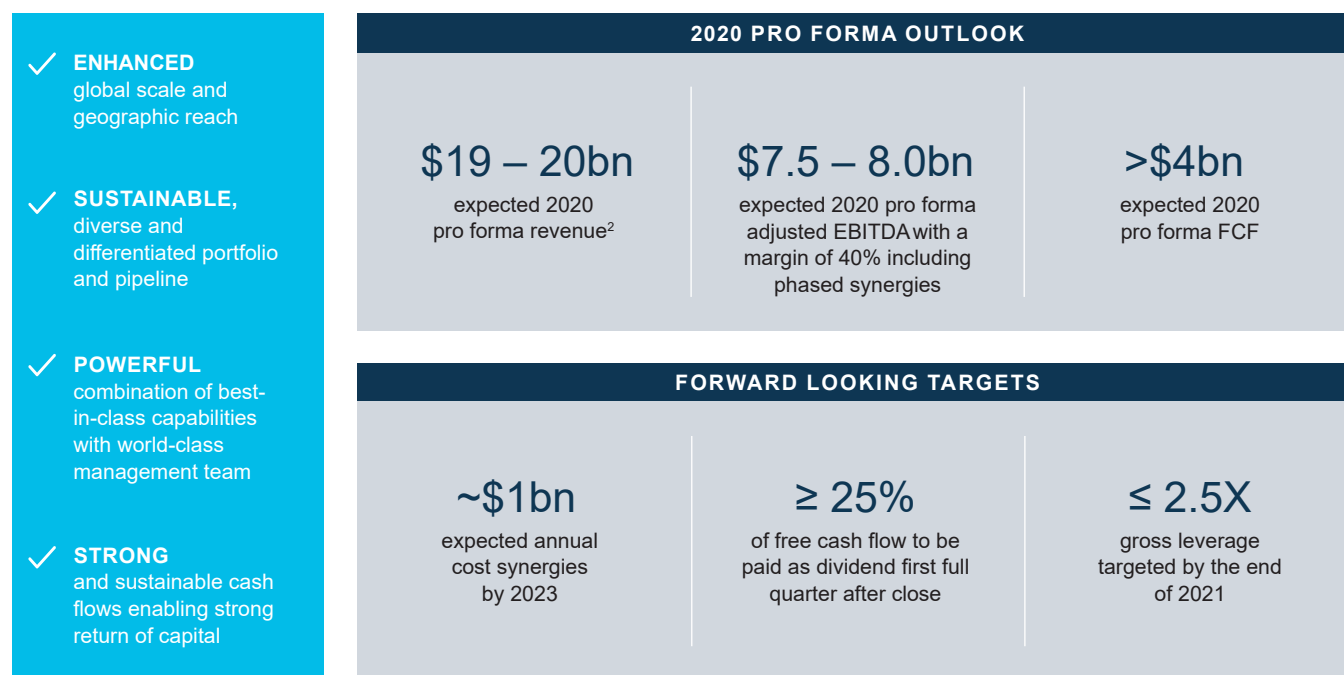 ENHANCED
global scale and
geographic reach
SUSTAINABLE,
diverse and
differentiated portfolio
and pipeline
POWERFUL
combination of best-
in-class capabilities
with world-class
management team
STRONG
and sustainable cash
flows enabling strong
return of capital
2020 PRO FORMA OUTLOOK
$19 – 20bn
expected 2020
pro forma revenue²
$7.5 – 8.0bn
expected 2020 pro forma
adjusted EBITDA with a
margin of 40% including
phased synergies
>$4bn
expected 2020
pro forma FCF
FORWARD LOOKING TARGETS
~$1bn
expected annual
cost synergies
by 2023
≥ 25%
of free cash flow to be
paid as dividend first full
quarter after close
≤ 2.5X
gross leverage
targeted by the end
of 2021